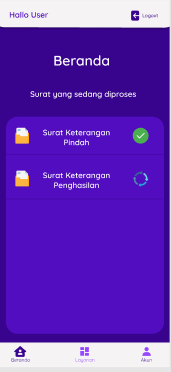 Hallo User
Logout
Beranda
Surat yang sedang diproses
Surat Keterangan
Pindah
Surat Keterangan
Penghasilan
Beranda
Layanan
Akun